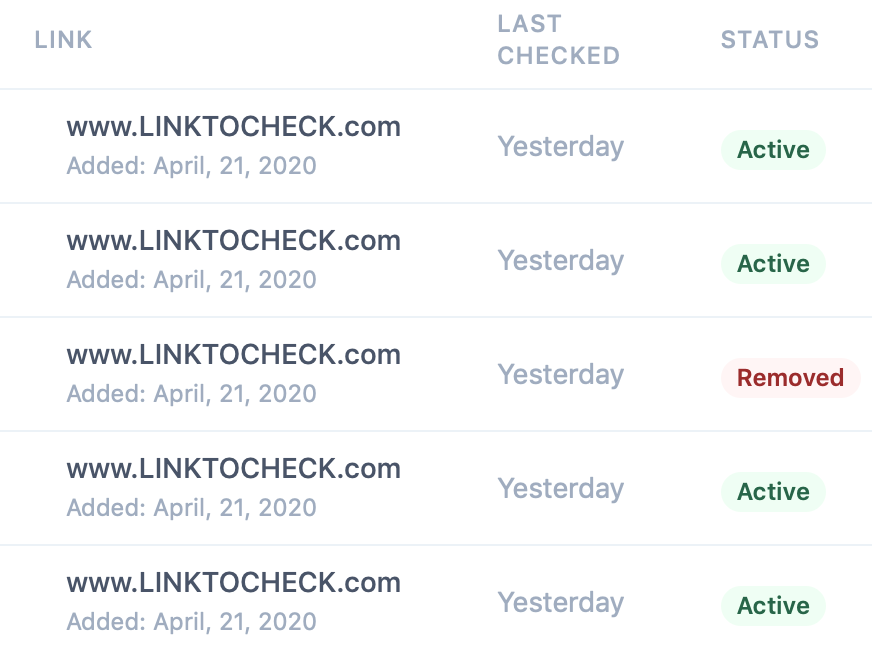 LINK
LAST
CHECKED
STATUS
www.LINKTOCHECK.com
Added: April, 21, 2020
Yesterday
Active
www.LINKTOCHECK.com
Added: April, 21, 2020
Yesterday
Active
www.LINKTOCHECK.com
Added: April, 21, 2020
Yesterday
Removed
www.LINKTOCHECK.com
Added: April, 21, 2020
Yesterday
Active
www.LINKTOCHECK.com
Added: April, 21, 2020
Yesterday
Active